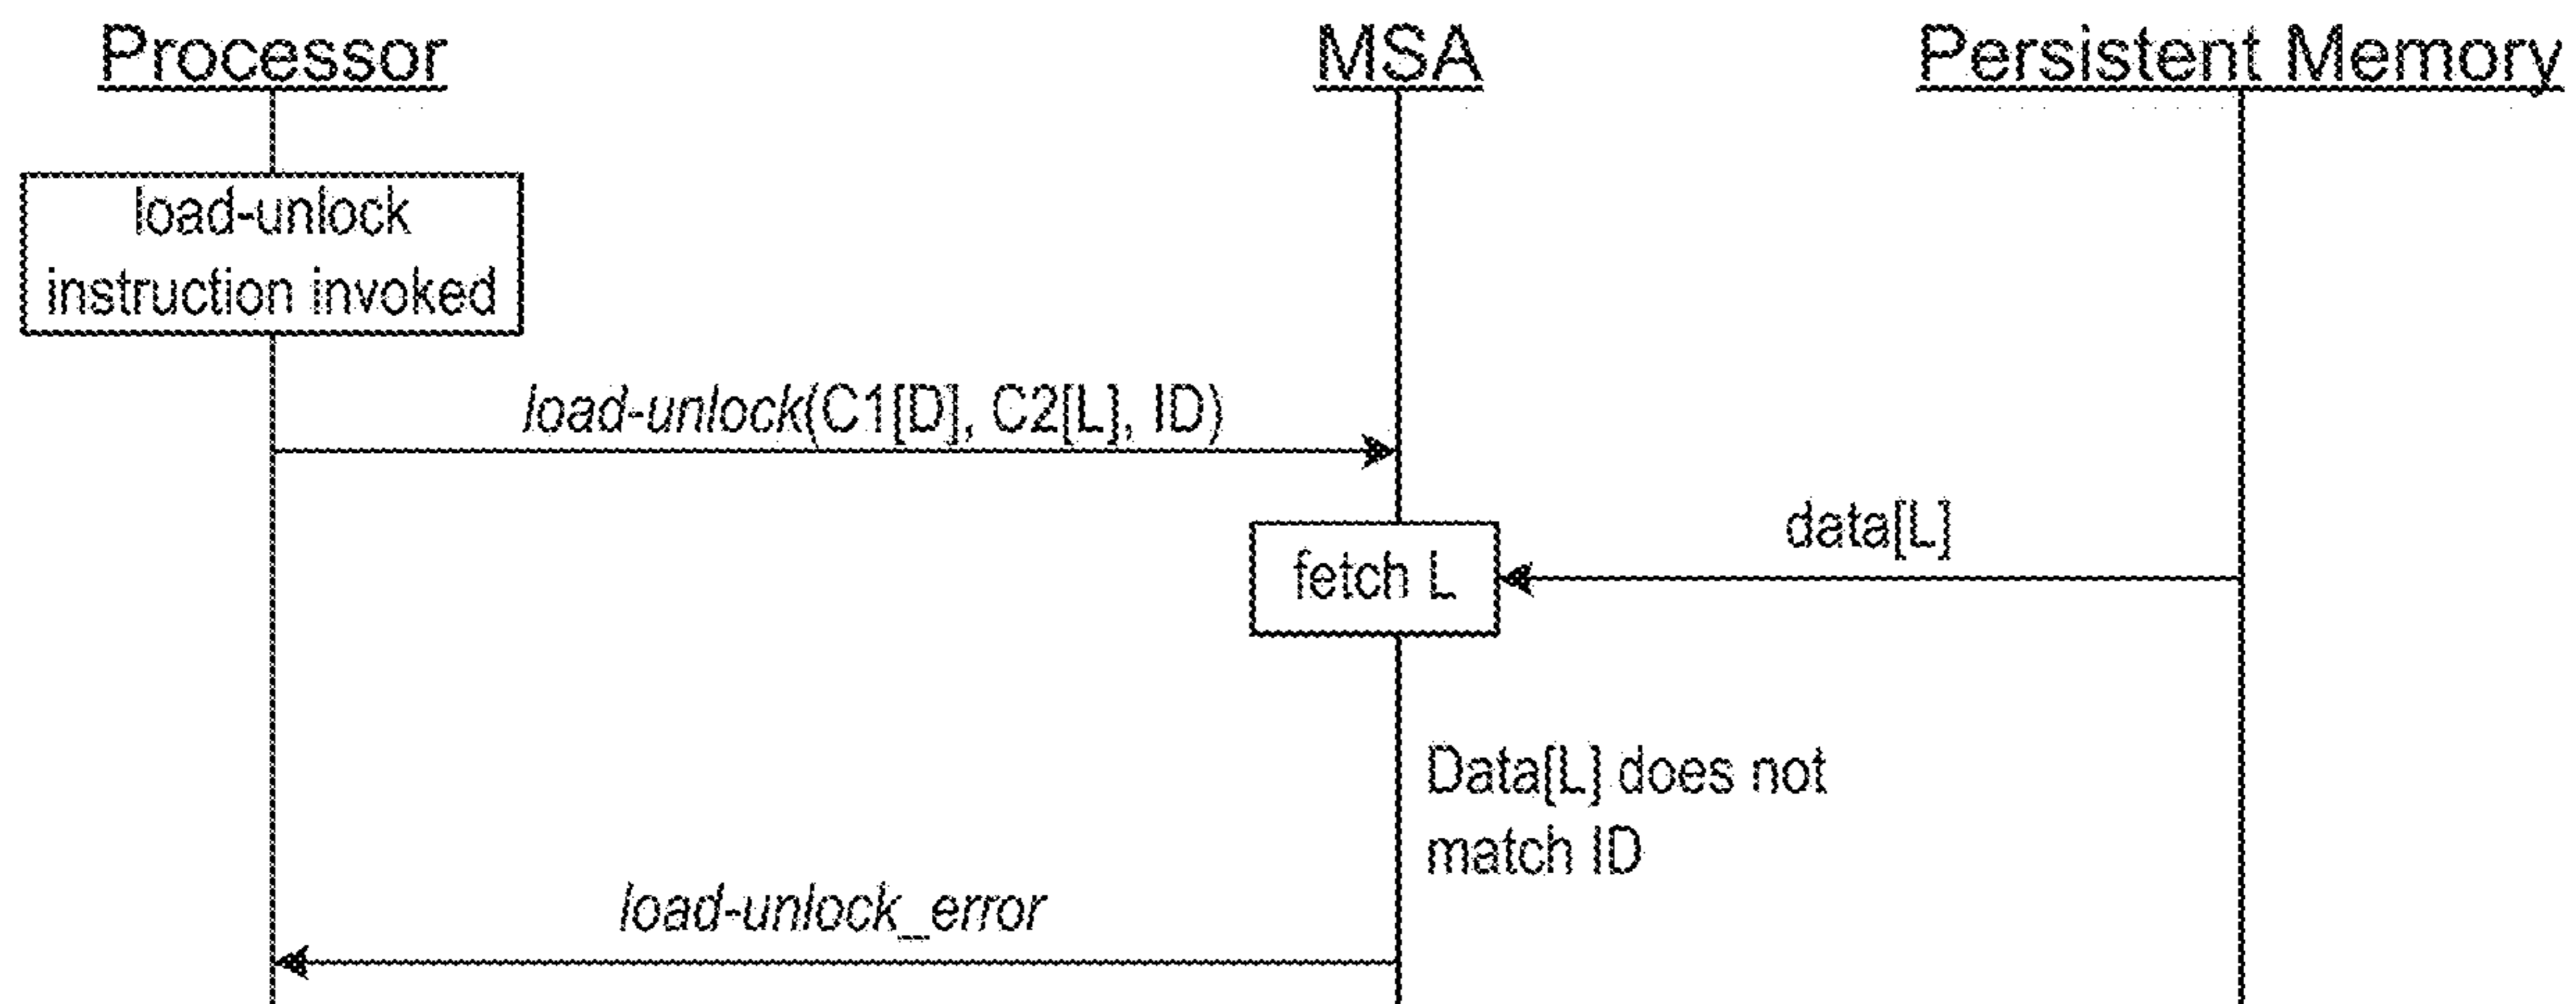 Processor MSA Persistent Memory
load-unlock
instruction invoked
load-unlock(C1[D], C2[L], ID)
data[L]
fetch L
Data[L] does not
match ID
load-unlock_error